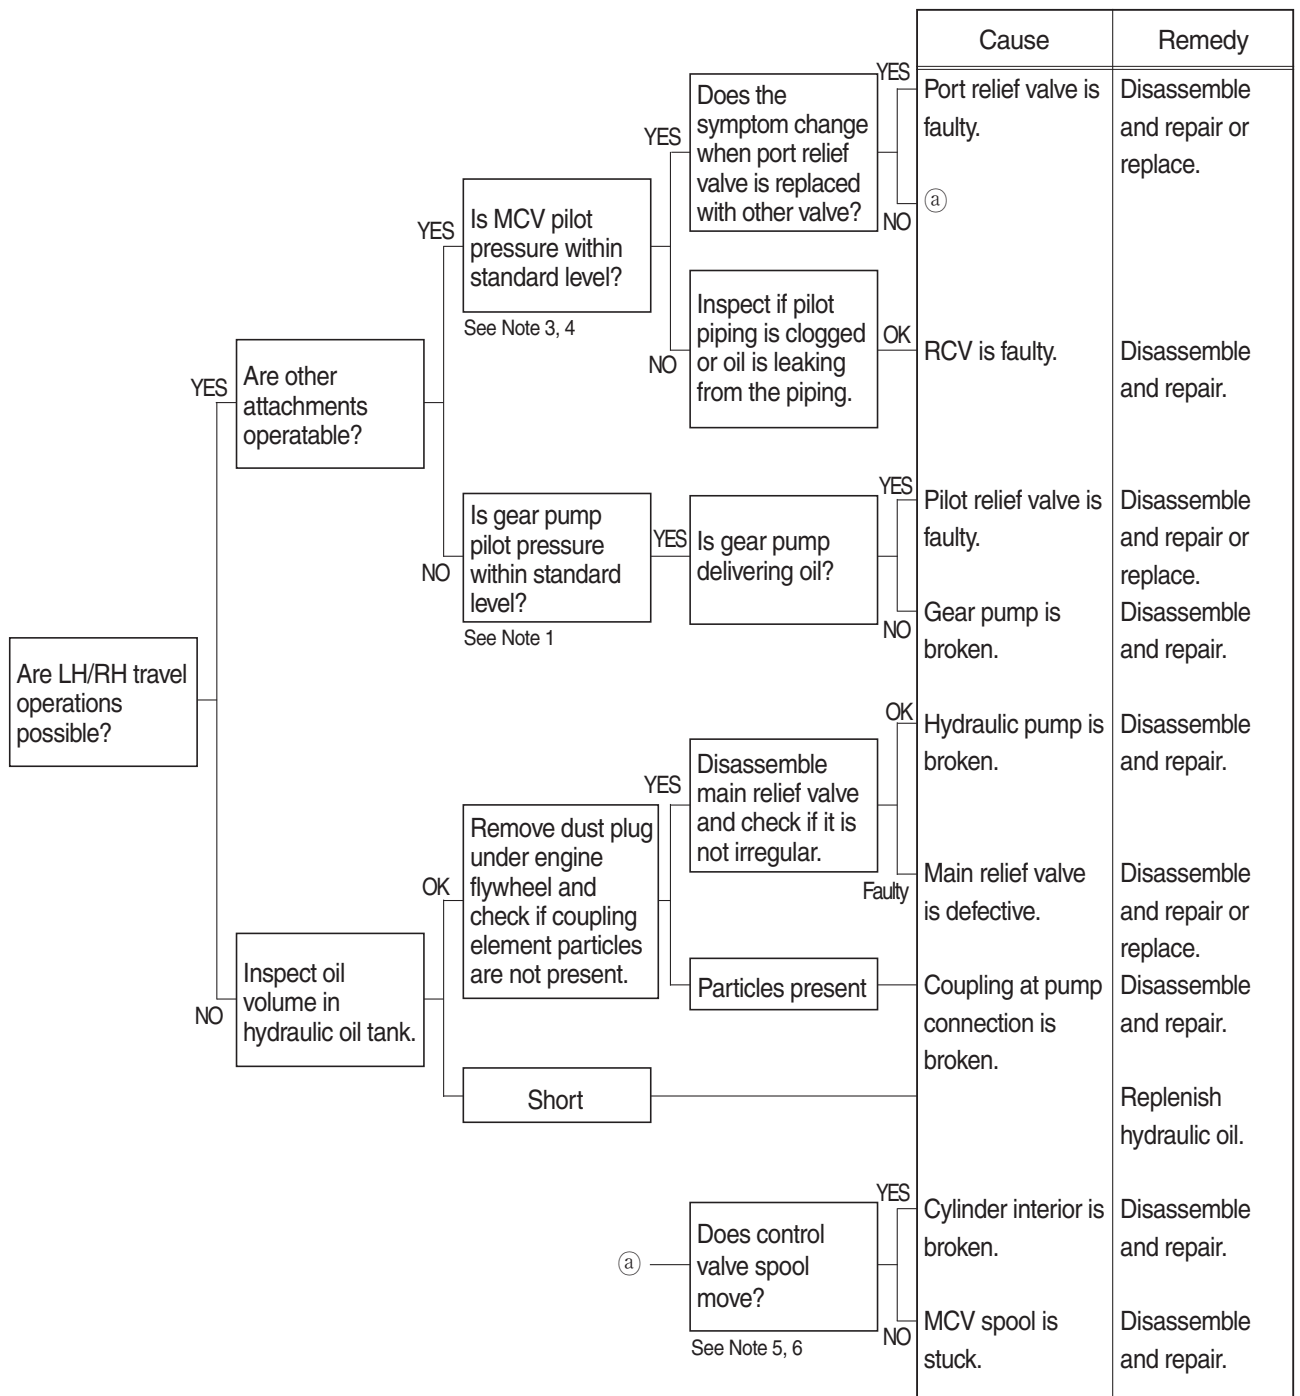 Cause
Remedy
Are LH/RH travel
operations
possible?
YES
NO
Are other
attachments
operatable?
YES
NO
Is MCV pilot
pressure within
standard level?
See Note 3, 4
YES
NO
Does the
symptom change
when port relief
valve is replaced
with other valve?
YES
Port relief valve is
faulty.
Disassemble
and repair or
replace.
NO
ⓐ
Inspect if pilot
piping is clogged
or oil is leaking
from the piping.
OK
RCV is faulty.
Disassemble
and repair.
Is gear pump
pilot pressure
within standard
level?
See Note 1
YES
Is gear pump
delivering oil?
YES
Pilot relief valve is
faulty.
Disassemble
and repair or
replace.
NO
Gear pump is
broken.
Disassemble
and repair.
Inspect oil
volume in
hydraulic oil tank.
OK
Remove dust plug
under engine
flywheel and
check if coupling
element particles
are not present.
YES
Disassemble
main relief valve
and check if it is
not irregular.
OK
Hydraulic pump is
broken.
Disassemble
and repair.
Faulty
Main relief valve
is defective.
Disassemble
and repair or
replace.
Particles present
Coupling at pump
connection is
broken.
Disassemble
and repair.
Short
Replenish
hydraulic oil.
ⓐ
Does control
valve spool
move?
See Note 5, 6
YES
Cylinder interior is
broken.
Disassemble
and repair.
NO
MCV spool is
stuck.
Disassemble
and repair.